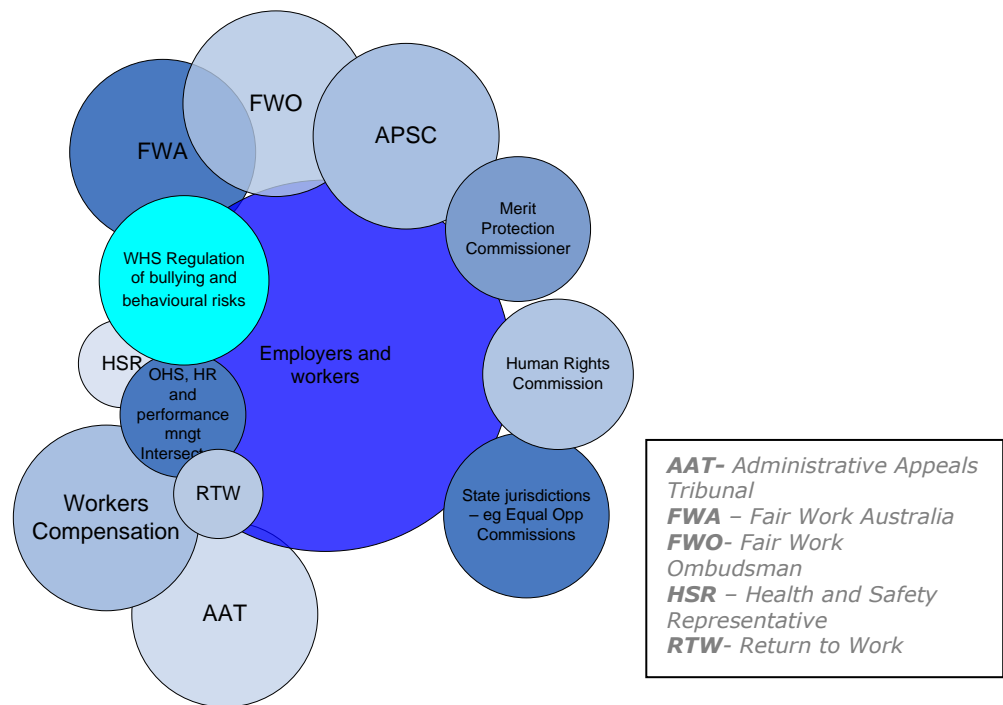 FWO
FWA
APSC
Merit
Protection
Commissioner
WHS Regulation
of bullying and
behavioural risks
HSR
Employers and
workers
Human Rights
Commission
OHS, HR
and
performance
mngt
Intersect
RTW
Workers
Compensation
State jurisdictions
– eg Equal Opp
Commissions
AAT
AAT- Administrative Appeals
Tribunal
FWA – Fair Work Australia
FWO- Fair Work
Ombudsman
HSR – Health and Safety
Representative
RTW- Return to Work